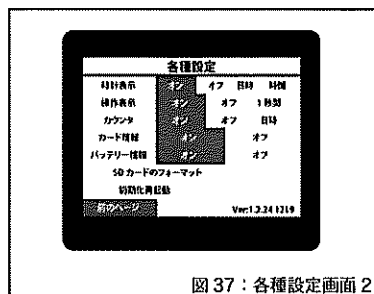 各種設定
時計表示 オン オフ 日時 時間
操作表示 オン オフ 3秒間
カウンタ オン オフ 日時
カード情報 オン オフ
バッテリー情報 オン オフ
SDカードのフォーマット
初期化再起動
前のページ Ver:1.3.24 1219
図37：各種設定画面2